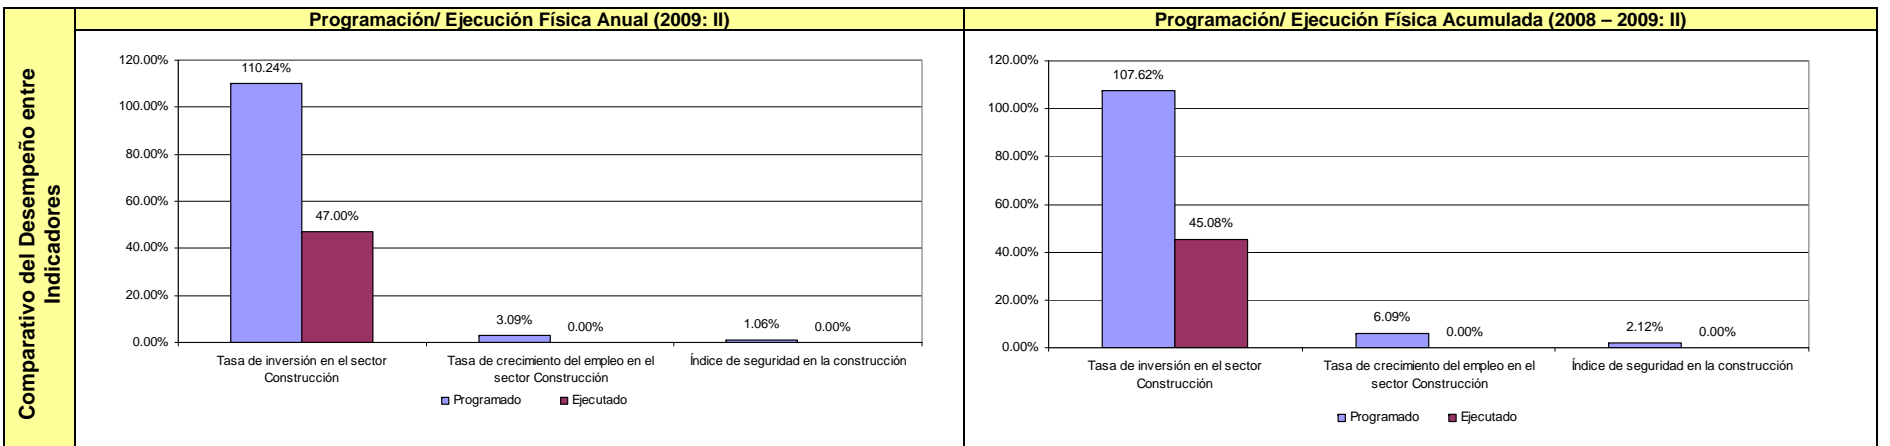 Comparativo del Desempeño entre
Indicadores
Programación/ Ejecución Física Anual (2009: II)
120.00%
100.00%
80.00%
60.00%
40.00%
20.00%
0.00%
110.24%
47.00%
3.09%
0.00%
1.06%
0.00%
Tasa de inversión en el sector
Construcción
Tasa de crecimiento del empleo en el
sector Construcción
Índice de seguridad en la construcción
Programado
Ejecutado
Programación/ Ejecución Física Acumulada (2008 – 2009: II)
120.00%
100.00%
80.00%
60.00%
40.00%
20.00%
0.00%
107.62%
45.08%
6.09%
0.00%
2.12%
0.00%
Tasa de inversión en el sector
Construcción
Tasa de crecimiento del empleo en el
sector Construcción
Índice de seguridad en la construcción
Programado
Ejecutado